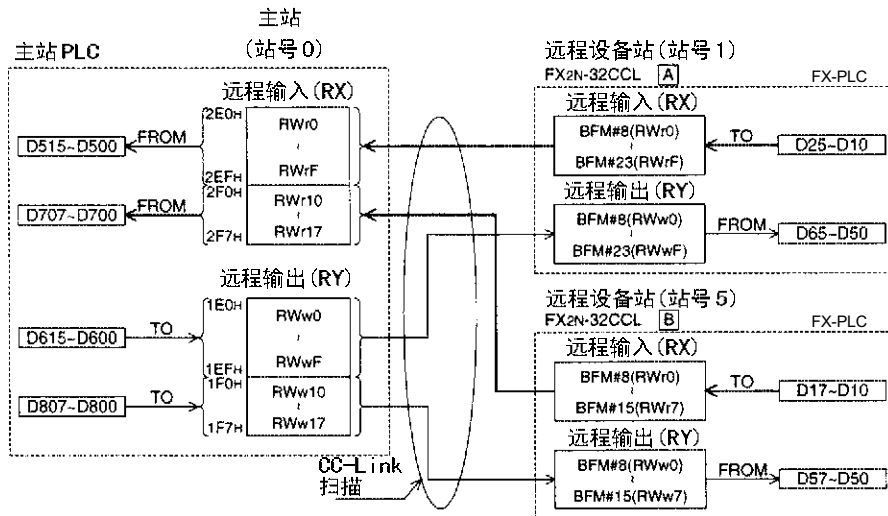 主站
(站号0)
主站PLC
远程输入(RX)
2E0H
RWr0
~
RWrF
2EFH
2F0H
RWr10
~
RWr17
2F7H
D515~D500
FROM
D707~D700
FROM
远程输出(RY)
1E0H
RWw0
~
RWwF
1EFH
1F0H
RWw10
~
RWw17
1F7H
D615~D600
TO
D807~D800
TO
CC-Link
扫描
远程设备站(站号1)
FX2N-32CCL A FX-PLC
远程输入(RX)
BFM#8(RWr0)
~
BFM#23(RWrF)
TO
D25~D10
远程输出(RY)
BFM#8(RWw0)
~
BFM#23(RWwF)
FROM
D65~D50
远程设备站(站号5)
FX2N-32CCL B FX-PLC
远程输入(RX)
BFM#8(RWr0)
~
BFM#15(RWr7)
TO
D17~D10
远程输出(RY)
BFM#8(RWw0)
~
BFM#15(RWw7)
FROM
D57~D50